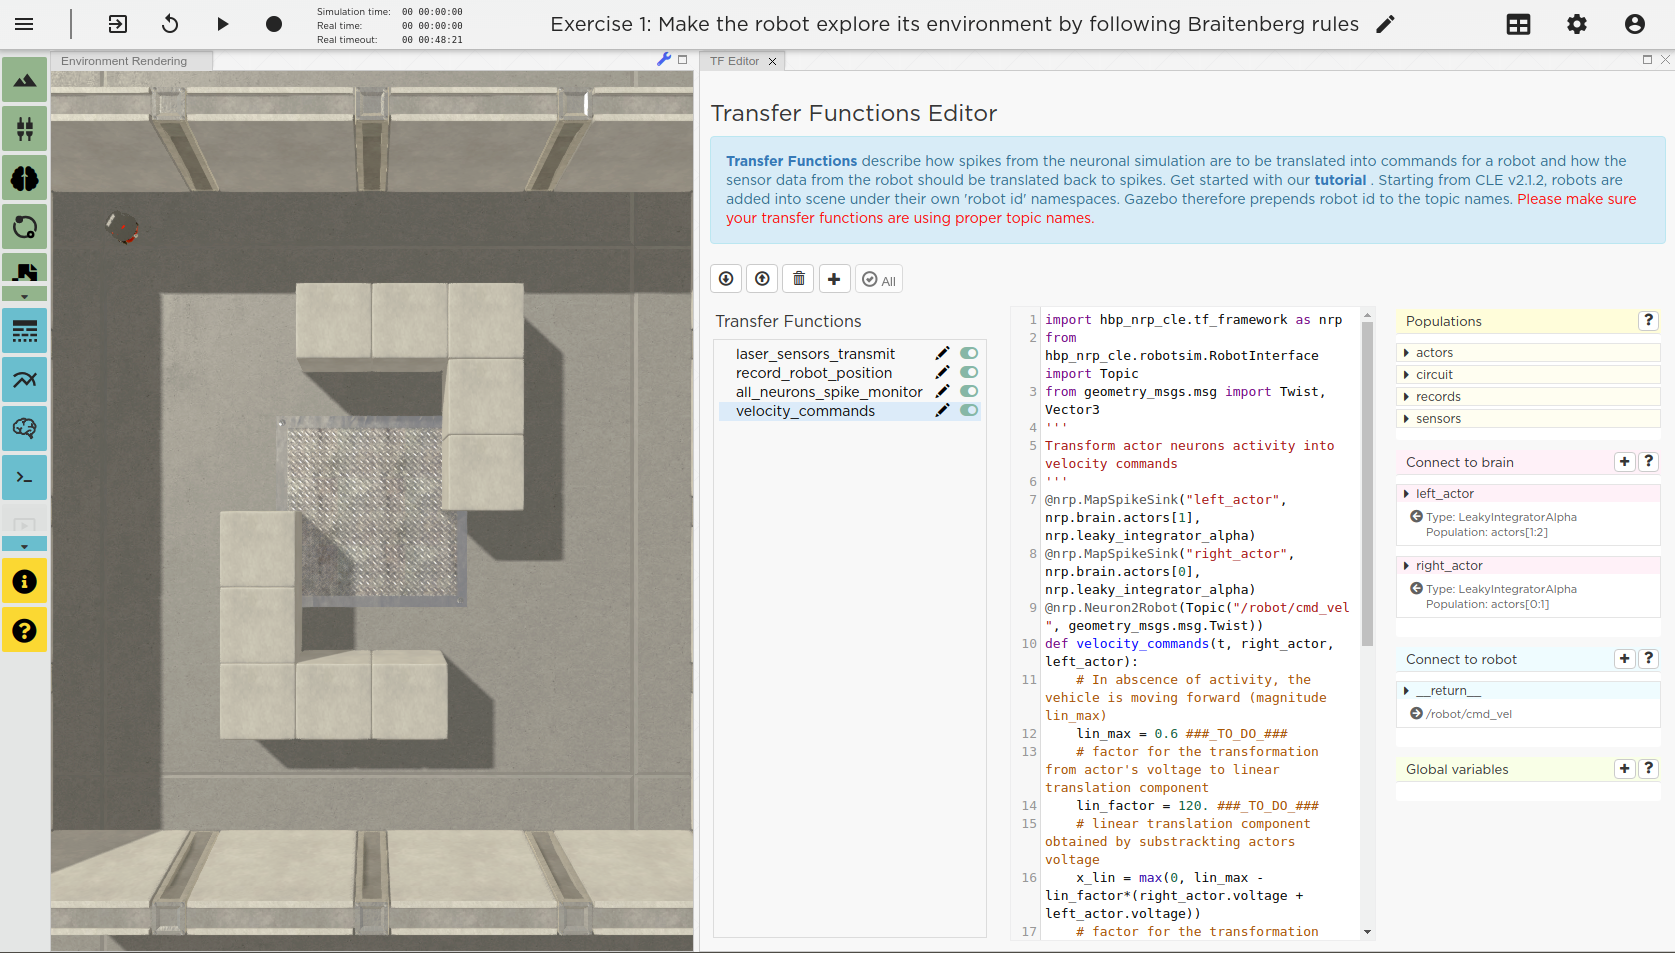 Simulation time: 00 00:00:00
Real time: 00 00:00:00
Real timeout: 00 00:48:21
Exercise 1: Make the robot explore its environment by following Braitenberg rules
Environment Rendering
TF Editor
Transfer Functions Editor
Transfer Functions describe how spikes from the neuronal simulation are to be translated into commands for a robot and how the
sensor data from the robot should be translated back to spikes. Get started with our tutorial . Starting from CLE v2.1.2, robots are
added into scene under their own 'robot id' namespaces. Gazebo therefore prepends robot id to the topic names. Please make sure
your transfer functions are using proper topic names.
All
Transfer Functions
laser_sensors_transmit
record_robot_position
all_neurons_spike_monitor
velocity_commands
1 import hbp_nrp_cle.tf_framework as nrp
2 from
hbp_nrp_cle.robotsim.RobotInterface
import Topic
3 from geometry_msgs.msg import Twist,
Vector3
4 '''
5 Transform actor neurons activity into
velocity commands
6 '''
7 @nrp.MapSpikeSink("left_actor",
nrp.brain.actors[1],
nrp.leaky_integrator_alpha)
8 @nrp.MapSpikeSink("right_actor",
nrp.brain.actors[0],
nrp.leaky_integrator_alpha)
9 @nrp.Neuron2Robot(Topic("/robot/cmd_vel
", geometry_msgs.msg.Twist))
10 def velocity_commands(t, right_actor,
left_actor):
11 # In abscence of activity, the
vehicle is moving forward (magnitude
lin_max)
12 lin_max = 0.6 ###_TO_DO_###
13 # factor for the transformation
from actor's voltage to linear
translation component
14 lin_factor = 120. ###_TO_DO_###
15 # linear translation component
obtained by substrackting actors
voltage
16 x_lin = max(0, lin_max -
lin_factor*(right_actor.voltage +
left_actor.voltage))
17 # factor for the transformation
Populations ?
actors
circuit
records
sensors
Connect to brain + ?
left_actor
Type: LeakyIntegratorAlpha
Population: actors[1:2]
right_actor
Type: LeakyIntegratorAlpha
Population: actors[0:1]
Connect to robot + ?
__return__
/robot/cmd_vel
Global variables + ?